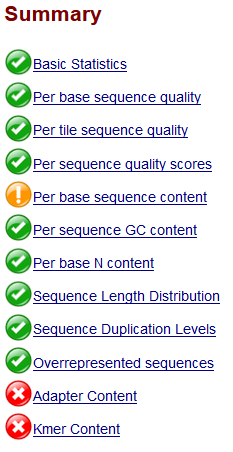 Summary
Basic Statistics
Per base sequence quality
Per tile sequence quality
Per sequence quality scores
Per base sequence content
Per sequence GC content
Per base N content
Sequence Length Distribution
Sequence Duplication Levels
Overrepresented sequences
Adapter Content
Kmer Content